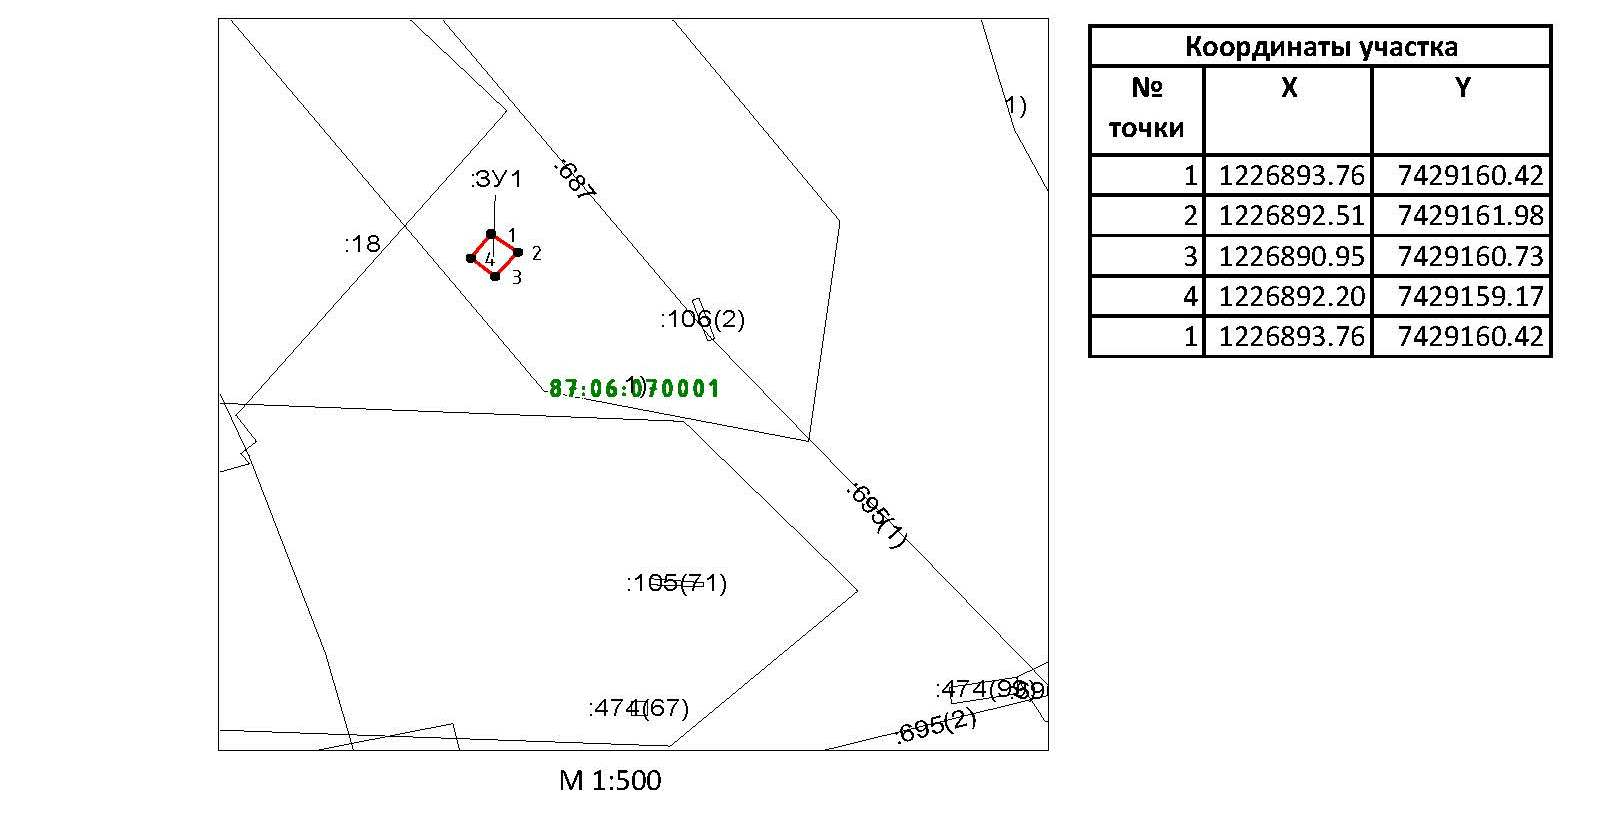 1)
:687
:ЗУ1
1
:18
2
4
3
:106(2)
1)
87:06:070001
:695(1)
:105(71)
:474(67)
:695(2)
М 1:500
Координаты участка
№ точки X Y
1 1226893.76 7429160.42
2 1226892.51 7429161.98
3 1226890.95 7429160.73
4 1226892.20 7429159.17
1 1226893.76 7429160.42